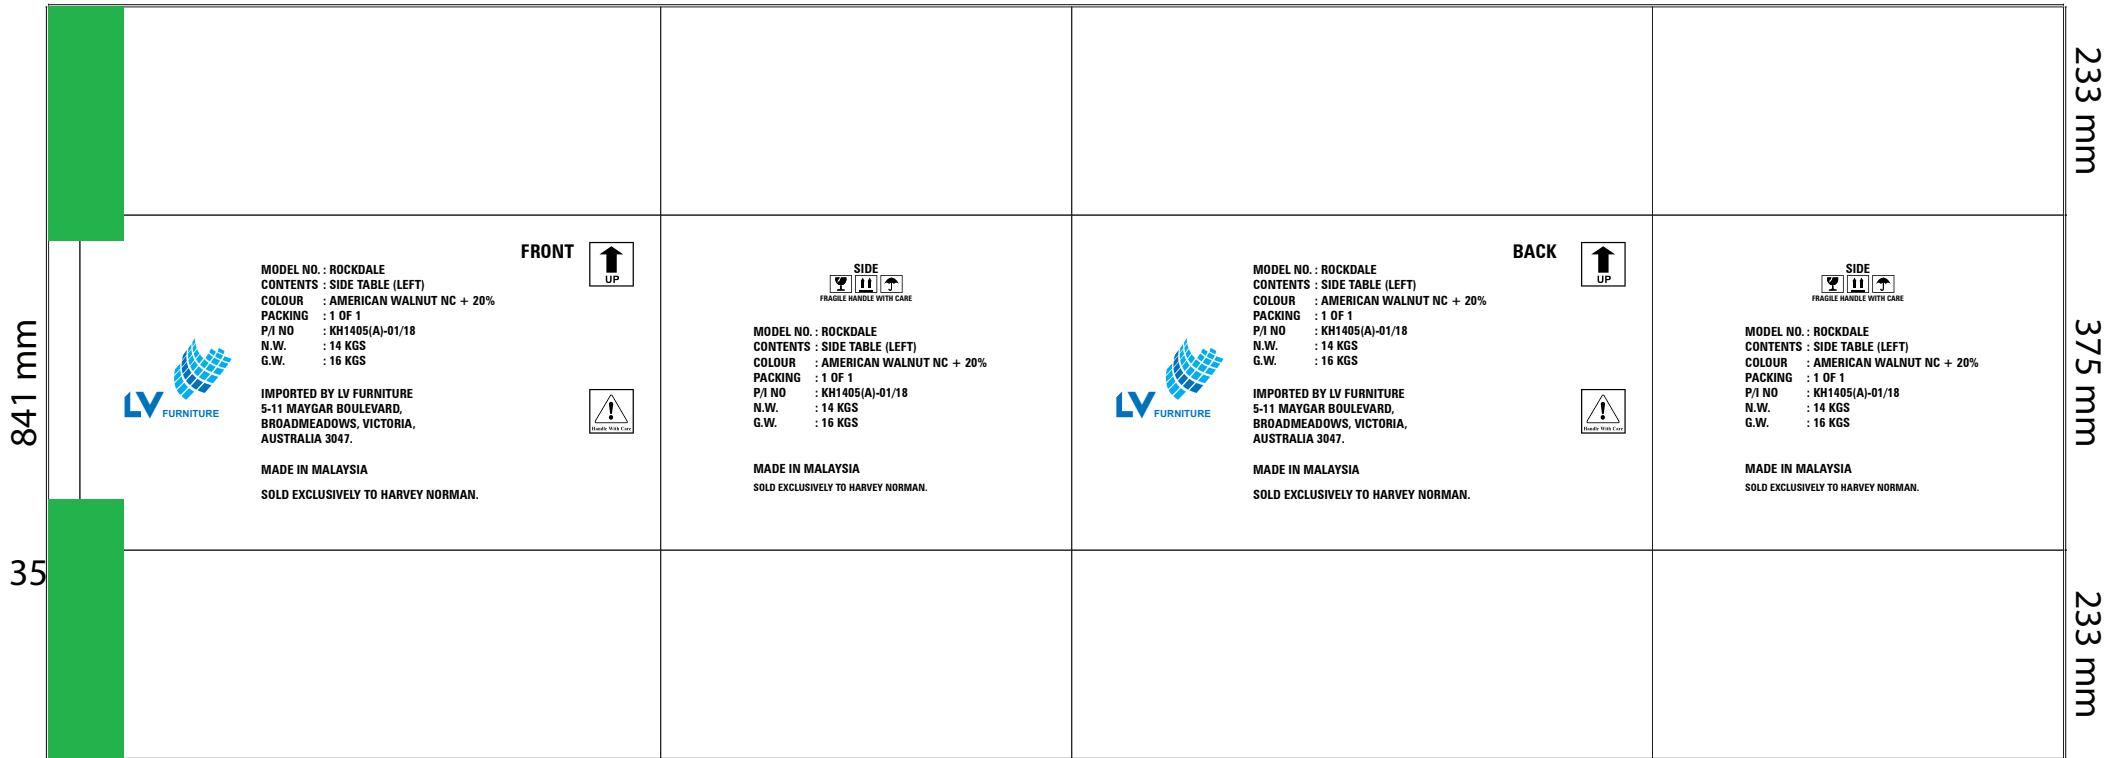 233 mm
841 mm
35
375 mm
233 mm
FRONT
UP
MODEL NO. : ROCKDALE
CONTENTS : SIDE TABLE (LEFT)
COLOUR : AMERICAN WALNUT NC + 20%
PACKING : 1 OF 1
P/I NO : KH1405(A)-01/18
N.W. : 14 KGS
G.W. : 16 KGS
LV FURNITURE
IMPORTED BY LV FURNITURE
5-11 MAYGAR BOULEVARD,
BROADMEADOWS, VICTORIA,
AUSTRALIA 3047.
Handle With Care
MADE IN MALAYSIA
SOLD EXCLUSIVELY TO HARVEY NORMAN.
SIDE
FRAGILE HANDLE WITH CARE
MODEL NO. : ROCKDALE
CONTENTS : SIDE TABLE (LEFT)
COLOUR : AMERICAN WALNUT NC + 20%
PACKING : 1 OF 1
P/I NO : KH1405(A)-01/18
N.W. : 14 KGS
G.W. : 16 KGS
MADE IN MALAYSIA
SOLD EXCLUSIVELY TO HARVEY NORMAN.
BACK
UP
MODEL NO. : ROCKDALE
CONTENTS : SIDE TABLE (LEFT)
COLOUR : AMERICAN WALNUT NC + 20%
PACKING : 1 OF 1
P/I NO : KH1405(A)-01/18
N.W. : 14 KGS
G.W. : 16 KGS
LV FURNITURE
IMPORTED BY LV FURNITURE
5-11 MAYGAR BOULEVARD,
BROADMEADOWS, VICTORIA,
AUSTRALIA 3047.
Handle With Care
MADE IN MALAYSIA
SOLD EXCLUSIVELY TO HARVEY NORMAN.
SIDE
FRAGILE HANDLE WITH CARE
MODEL NO. : ROCKDALE
CONTENTS : SIDE TABLE (LEFT)
COLOUR : AMERICAN WALNUT NC + 20%
PACKING : 1 OF 1
P/I NO : KH1405(A)-01/18
N.W. : 14 KGS
G.W. : 16 KGS
MADE IN MALAYSIA
SOLD EXCLUSIVELY TO HARVEY NORMAN.